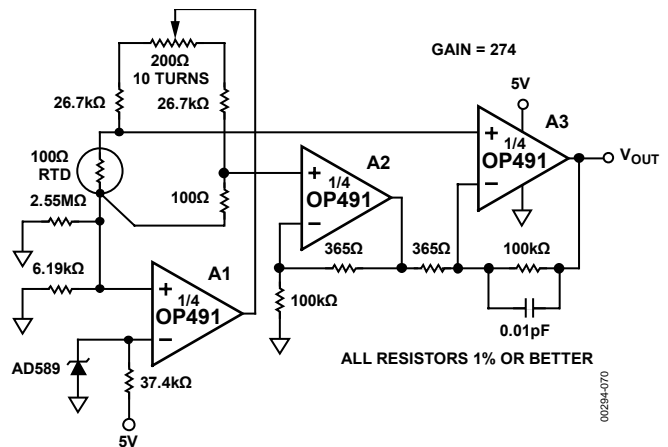 200Ω
10 TURNS
GAIN = 274
26.7kΩ
26.7kΩ
5V
A3
+
1/4
OP491
−
VOUT
100Ω
RTD
A2
+
1/4
OP491
−
2.55MΩ
100Ω
365Ω
365Ω
100kΩ
6.19kΩ
A1
+
1/4
OP491
−
100kΩ
0.01pF
AD589
37.4kΩ
5V
ALL RESISTORS 1% OR BETTER
00294-070